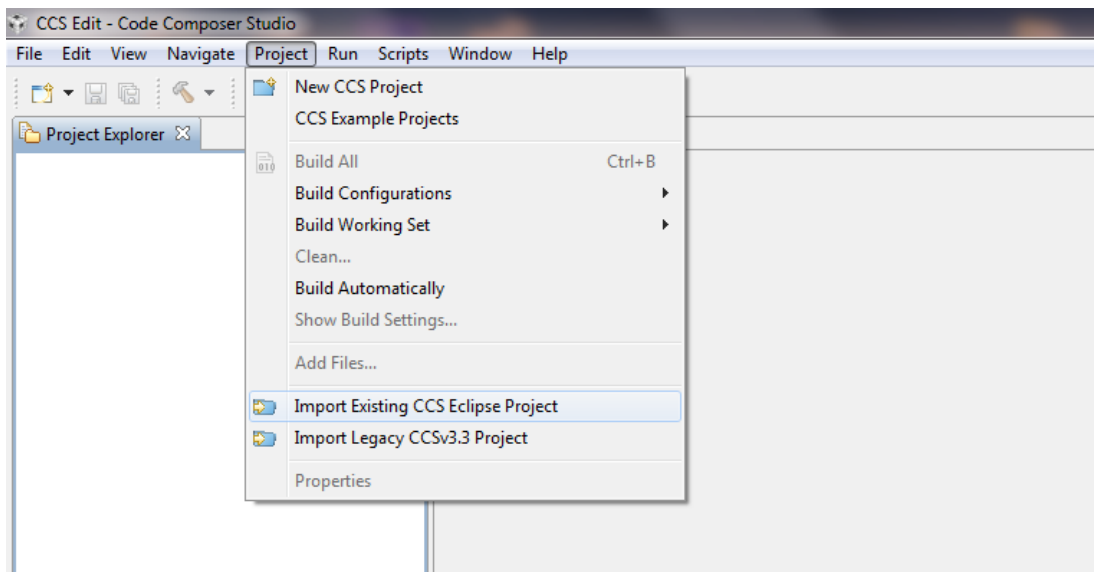 CCS Edit - Code Composer Studio
File Edit View Navigate Project Run Scripts Window Help
Project Explorer
New CCS Project
CCS Example Projects
010 Build All Ctrl+B
Build Configurations
Build Working Set
Clean...
Build Automatically
Show Build Settings...
Add Files...
Import Existing CCS Eclipse Project
Import Legacy CCSv3.3 Project
Properties